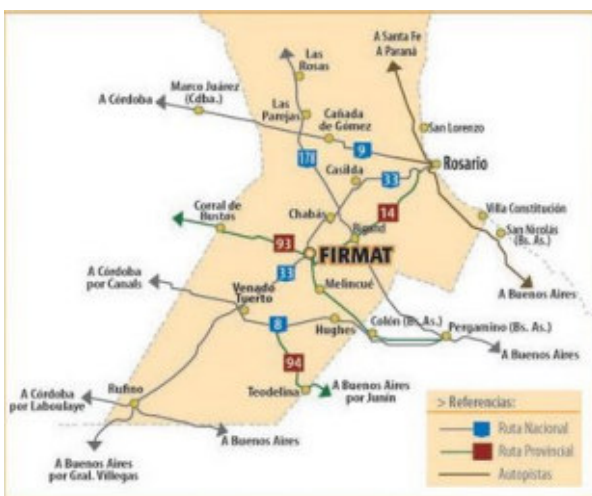 A Santa Fe
A Paraná
Las
Rosas
Marco Juárez
(Cdba.)
A Córdoba
Las
Parejas
Cañada
de Gómez
San Lorenzo
9
178
Rosario
Casilda
33
Corral de
Bustos
Chabás
14
Villa Constitución
Bigand
San Nicolás
(Bs. As.)
93
FIRMAT
A Córdoba
por Canals
33
Melincué
A Buenos Aires
Venado
Tuerto
8
Hughes
Colón (Bs. As.)
Pergamino (Bs. As.)
A Buenos Aires
94
A Córdoba
por Laboulaye
Rufino
Teodelina
A Buenos Aires
por Junín
A Buenos Aires
A Buenos Aires
por Gral. Villegas
> Referencias:
Ruta Nacional
Ruta Provincial
Autopistas